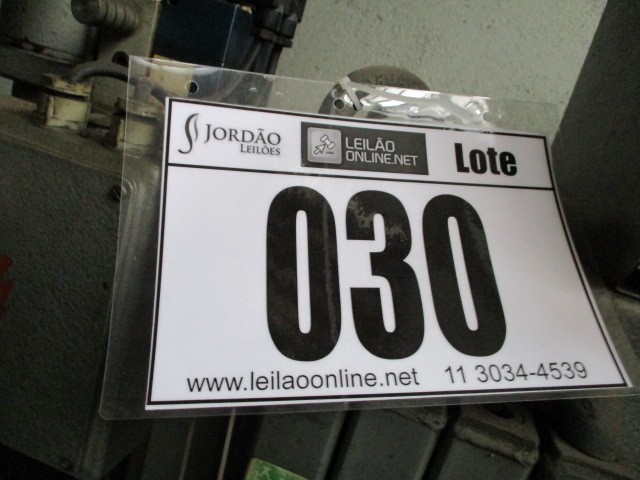 JORDÃO
LEILÕES
LEILÃO
ONLINE.NET
Lote
030
www.leilaoonline.net 11 3034-4539